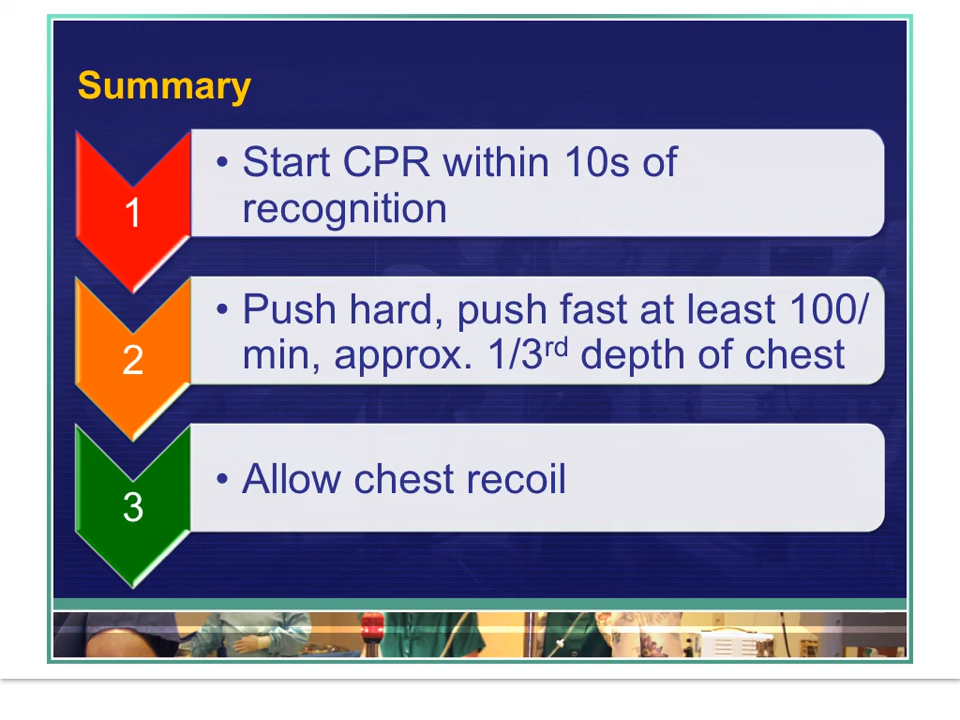 Summary
1
• Start CPR within 10s of
recognition
2
• Push hard, push fast at least 100/
min, approx. 1/3rd depth of chest
3
• Allow chest recoil